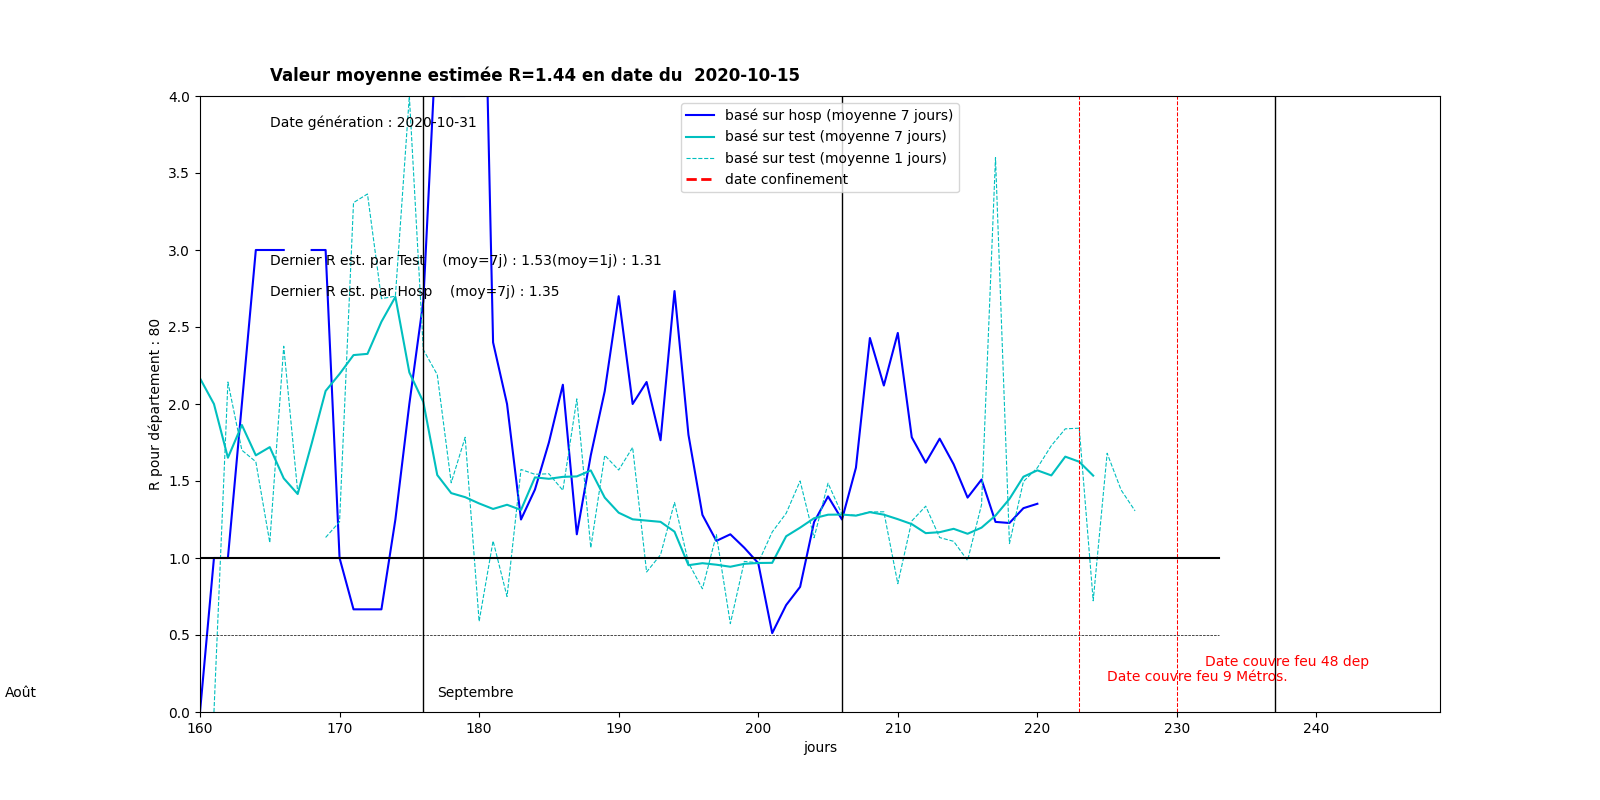 Valeur moyenne estimée R=1.44 en date du  2020-10-15
Date génération : 2020-10-31
basé sur hosp (moyenne 7 jours)
basé sur test (moyenne 7 jours)
basé sur test (moyenne 1 jours)
date confinement
Dernier R est. par Test    (moy=7j) : 1.53(moy=1j) : 1.31
Dernier R est. par Hosp    (moy=7j) : 1.35
R pour département : 80
4.0
3.5
3.0
2.5
2.0
1.5
1.0
0.5
0.0
Date couvre feu 48 dep
Date couvre feu 9 Métros.
Août
Septembre
160 170 180 190 200 210 220 230 240
jours